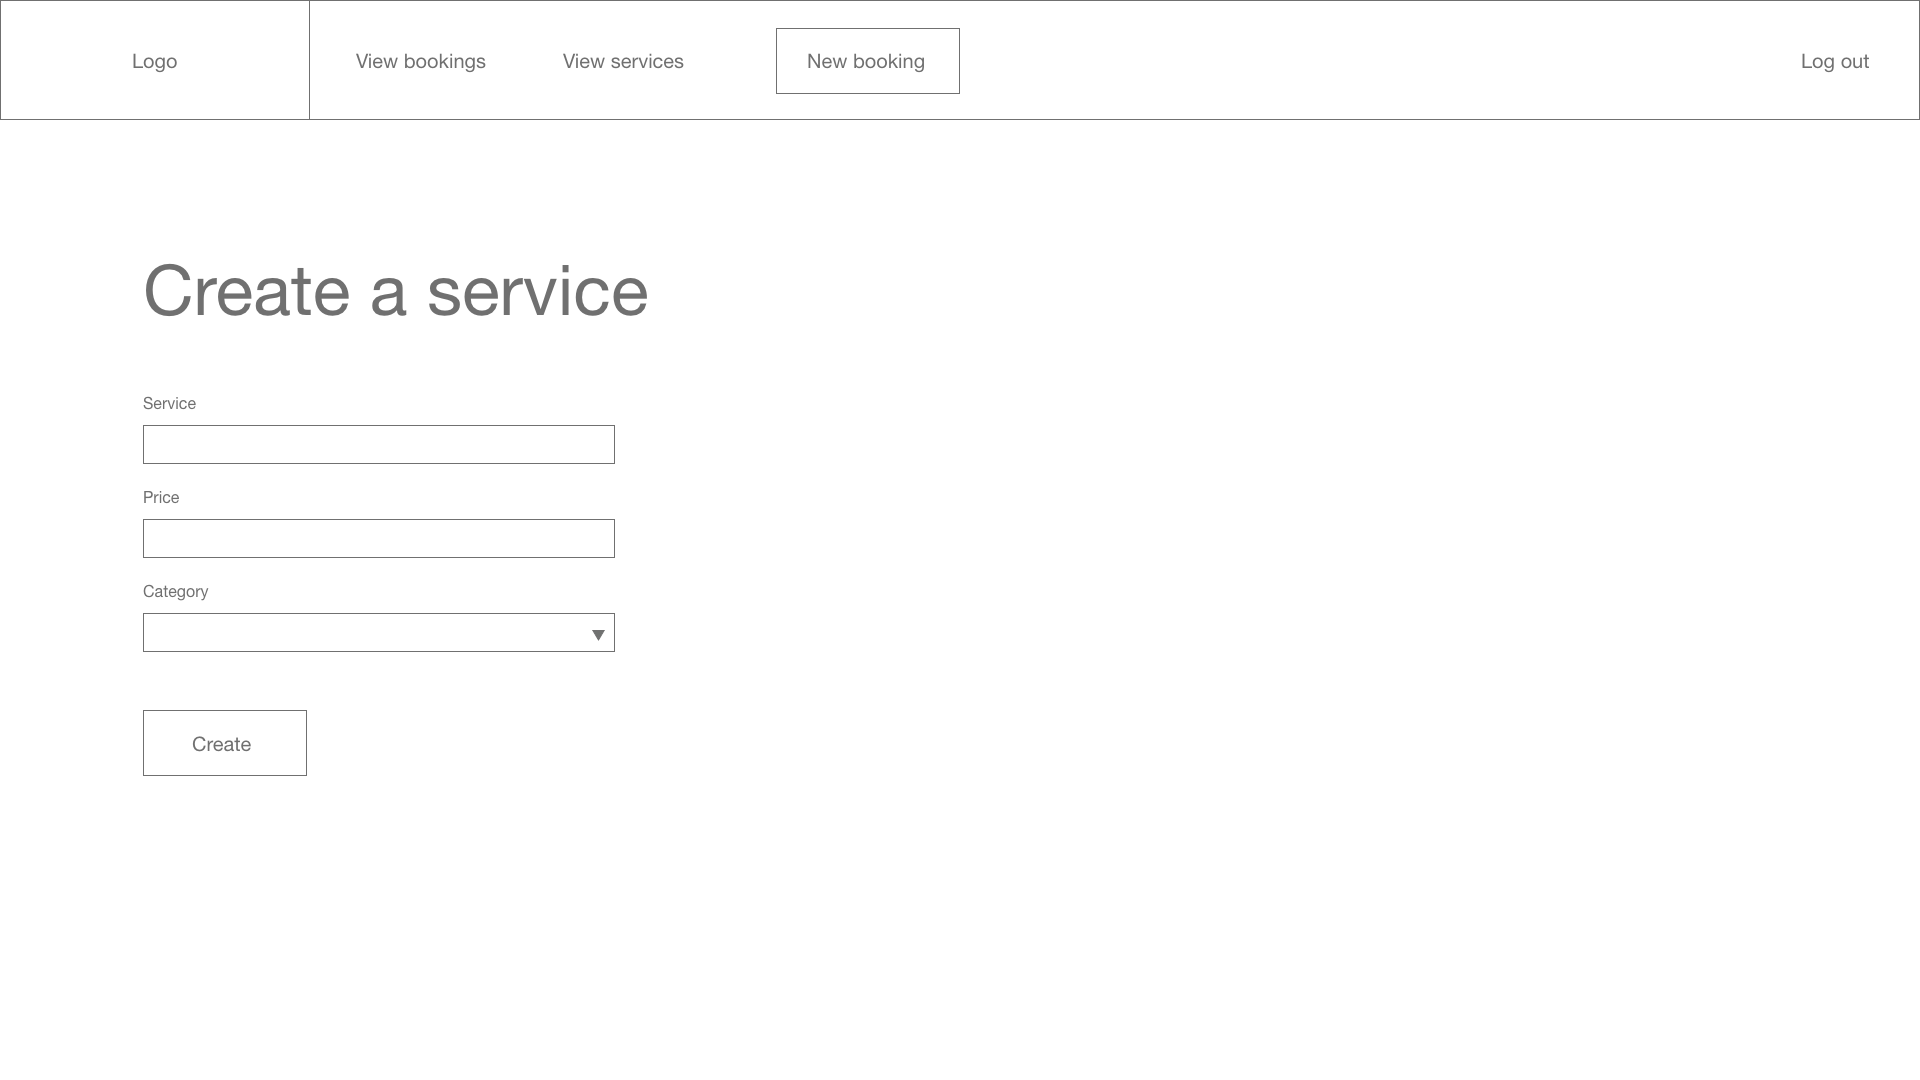 Logo
View bookings
View services
New booking
Log out
Create a service
Service
Price
Category
Create